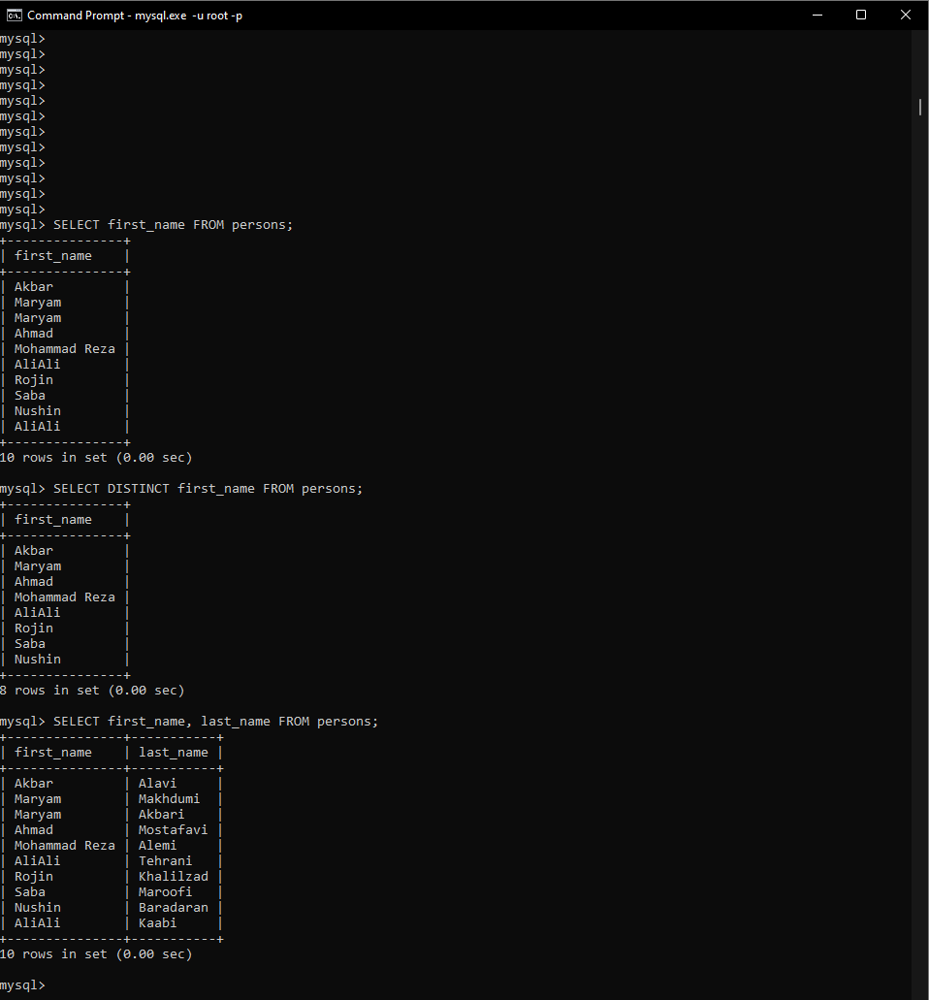 Command Prompt - mysql.exe  -u root -p
mysql>
mysql>
mysql>
mysql>
mysql>
mysql>
mysql>
mysql>
mysql>
mysql>
mysql>
mysql>
mysql> SELECT first_name FROM persons;
+---------------+
| first_name    |
+---------------+
| Akbar         |
| Maryam        |
| Maryam        |
| Ahmad         |
| Mohammad Reza |
| AliAli        |
| Rojin         |
| Saba          |
| Nushin        |
| AliAli        |
+---------------+
10 rows in set (0.00 sec)

mysql> SELECT DISTINCT first_name FROM persons;
+---------------+
| first_name    |
+---------------+
| Akbar         |
| Maryam        |
| Ahmad         |
| Mohammad Reza |
| AliAli        |
| Rojin         |
| Saba          |
| Nushin        |
+---------------+
8 rows in set (0.00 sec)

mysql> SELECT first_name, last_name FROM persons;
+---------------+-----------+
| first_name    | last_name |
+---------------+-----------+
| Akbar         | Alavi     |
| Maryam        | Makhdumi  |
| Maryam        | Akbari    |
| Ahmad         | Mostafavi |
| Mohammad Reza | Alemi     |
| AliAli        | Tehrani   |
| Rojin         | Khalilzad |
| Saba          | Maroofi   |
| Nushin        | Baradaran |
| AliAli        | Kaabi     |
+---------------+-----------+
10 rows in set (0.00 sec)

mysql>